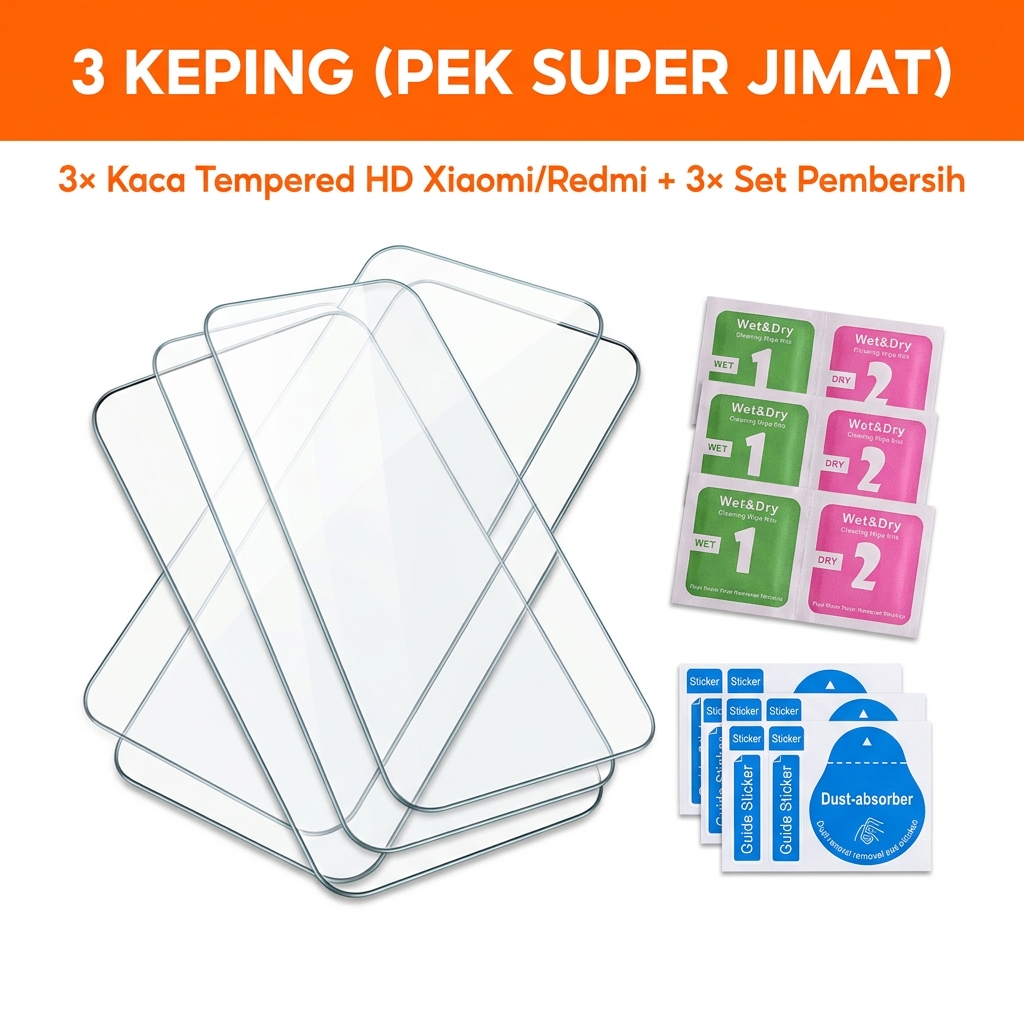 3 KEPING (PEK SUPER JIMAT)
3× Kaca Tempered HD Xiaomi/Redmi + 3× Set Pembersih
Wet&Dry
WET 1
Wet&Dry
DRY 2
Wet&Dry
WET 1
Wot&Dry
DRY 2
Wet&Dry
WET 1
Wet&Dry
DRY 2
Sticker Sticker
Sticker Sticker
Sticker Sticker
Guide Sticker
Guide Sticker
Dust-absorber